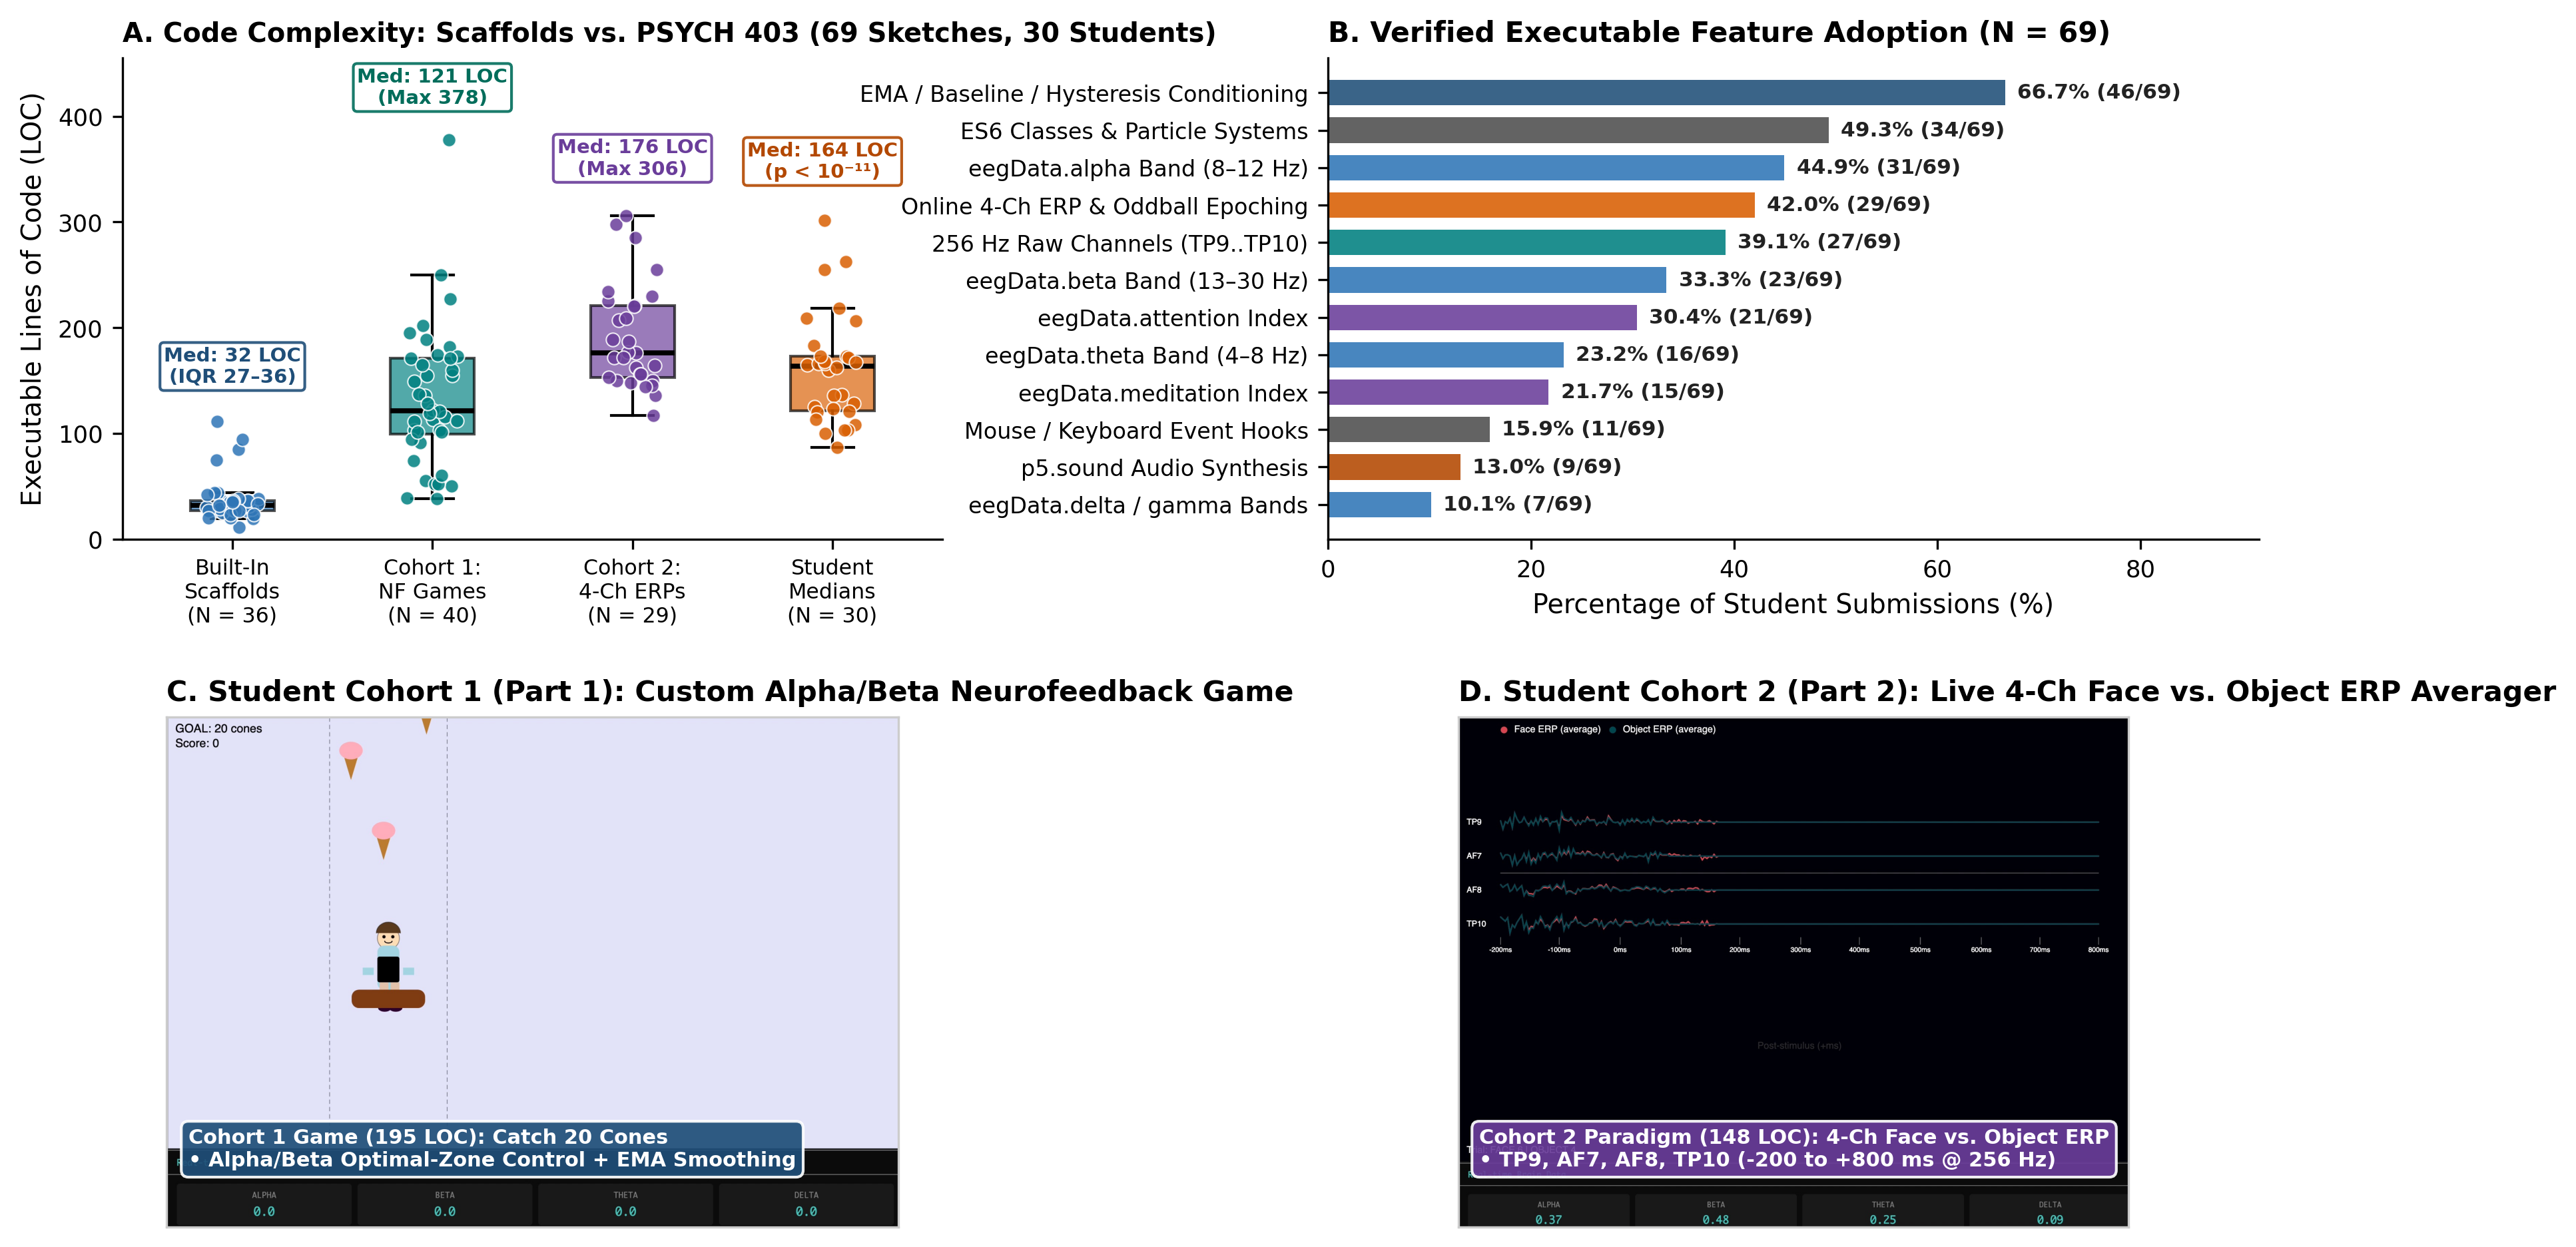 A. Code Complexity: Scaffolds vs. PSYCH 403 (69 Sketches, 30 Students)
Executable Lines of Code (LOC)
400
300
200
100
0
Med: 32 LOC
(IQR 27–36)
Med: 121 LOC
(Max 378)
Med: 176 LOC
(Max 306)
Med: 164 LOC
(p < 10⁻¹¹)
Built-In
Scaffolds
(N = 36)
Cohort 1:
NF Games
(N = 40)
Cohort 2:
4-Ch ERPs
(N = 29)
Student
Medians
(N = 30)
B. Verified Executable Feature Adoption (N = 69)
EMA / Baseline / Hysteresis Conditioning 66.7% (46/69)
ES6 Classes & Particle Systems 49.3% (34/69)
eegData.alpha Band (8–12 Hz) 44.9% (31/69)
Online 4-Ch ERP & Oddball Epoching 42.0% (29/69)
256 Hz Raw Channels (TP9..TP10) 39.1% (27/69)
eegData.beta Band (13–30 Hz) 33.3% (23/69)
eegData.attention Index 30.4% (21/69)
eegData.theta Band (4–8 Hz) 23.2% (16/69)
eegData.meditation Index 21.7% (15/69)
Mouse / Keyboard Event Hooks 15.9% (11/69)
p5.sound Audio Synthesis 13.0% (9/69)
eegData.delta / gamma Bands 10.1% (7/69)
0 20 40 60 80
Percentage of Student Submissions (%)
C. Student Cohort 1 (Part 1): Custom Alpha/Beta Neurofeedback Game
GOAL: 20 cones
Score: 0
Cohort 1 Game (195 LOC): Catch 20 Cones
• Alpha/Beta Optimal-Zone Control + EMA Smoothing
ALPHA BETA THETA DELTA
0.0 0.0 0.0 0.0
D. Student Cohort 2 (Part 2): Live 4-Ch Face vs. Object ERP Averager
Face ERP (average) Object ERP (average)
TP9
AF7
AF8
TP10
-200ms -100ms 0ms 100ms 200ms 300ms 400ms 500ms 600ms 700ms 800ms
Post-stimulus (+ms)
Cohort 2 Paradigm (148 LOC): 4-Ch Face vs. Object ERP
• TP9, AF7, AF8, TP10 (-200 to +800 ms @ 256 Hz)
ALPHA BETA THETA DELTA
0.37 0.48 0.25 0.09